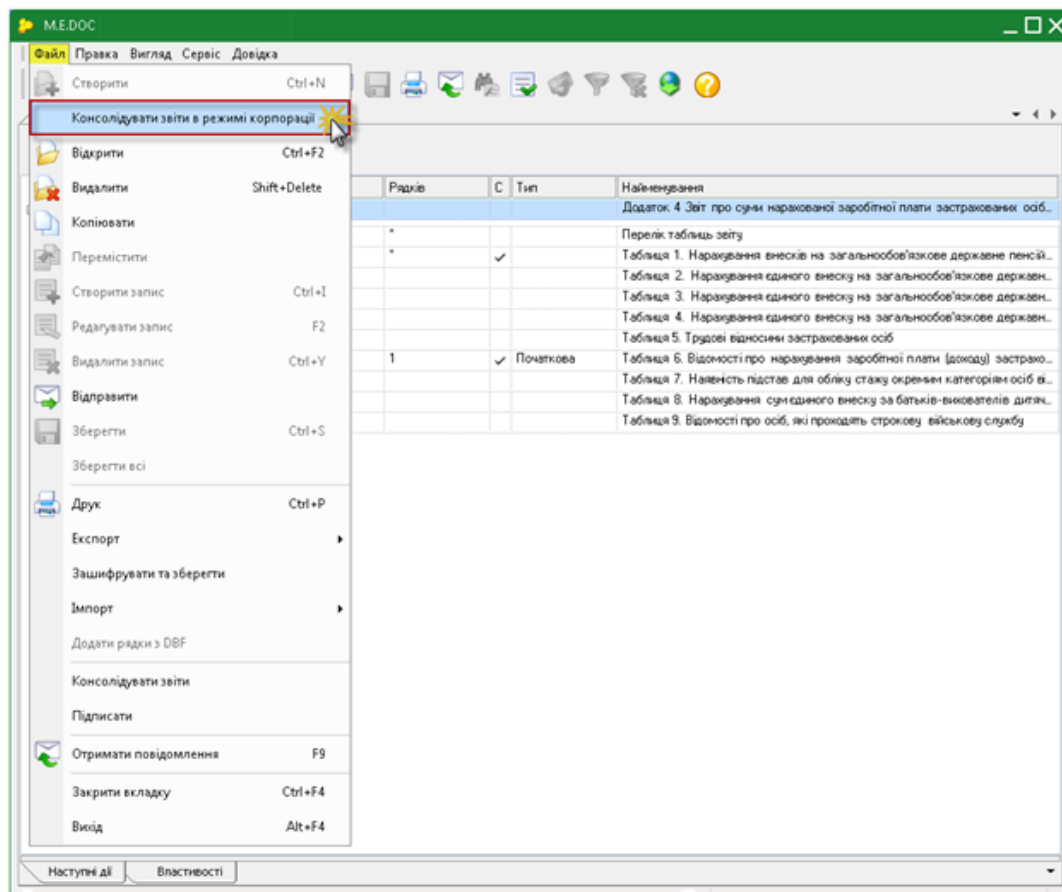 M.E.DOC
Файл Правка Вигляд Сервіс Довідка
Створити Ctrl+N
Консолідувати звіти в режимі корпорації
Відкрити Ctrl+F2
Видалити Shift+Delete
Копіювати
Перемістити
Створити запис Ctrl+I
Редагувати запис F2
Видалити запис Ctrl+Y
Відправити
Зберегти Ctrl+S
Зберегти всі
Друк Ctrl+P
Експорт
Зашифрувати та зберегти
Імпорт
Додати рядки з DBF
Консолідувати звіти
Підписати
Отримати повідомлення F9
Закрити вкладку Ctrl+F4
Вихід Alt+F4
Рядків С Тип Найменування
Додаток 4 Звіт про суми нарахованої заробітної плати застрахованих осіб...
* Перелік таблиць звіту
* Таблиця 1. Нарахування внесків на загальнообов'язкове державне пенсій...
Таблиця 2. Нарахування єдиного внеску на загальнообов'язкове державн...
Таблиця 3. Нарахування єдиного внеску на загальнообов'язкове державн...
Таблиця 4. Нарахування єдиного внеску на загальнообов'язкове державн...
Таблиця 5. Трудові відносини застрахованих осіб
1 Початкова Таблиця 6. Відомості про нарахування заробітної плати (доходу) застрахо...
Таблиця 7. Наявність підстав для обліку стажу окремим категоріям осіб ві...
Таблиця 8. Нарахування сум єдиного внеску за батьків-вихователів дитяч...
Таблиця 9. Відомості про осіб, які проходять строкову військову службу
Наступні дії Властивості